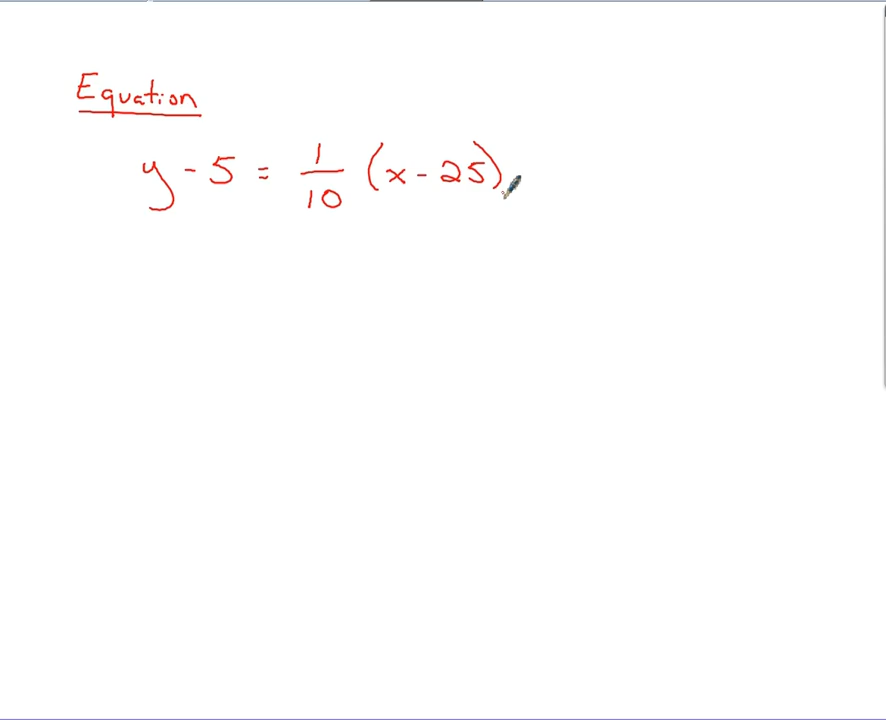 Equation
y - 5 = 1/10 (x - 25)